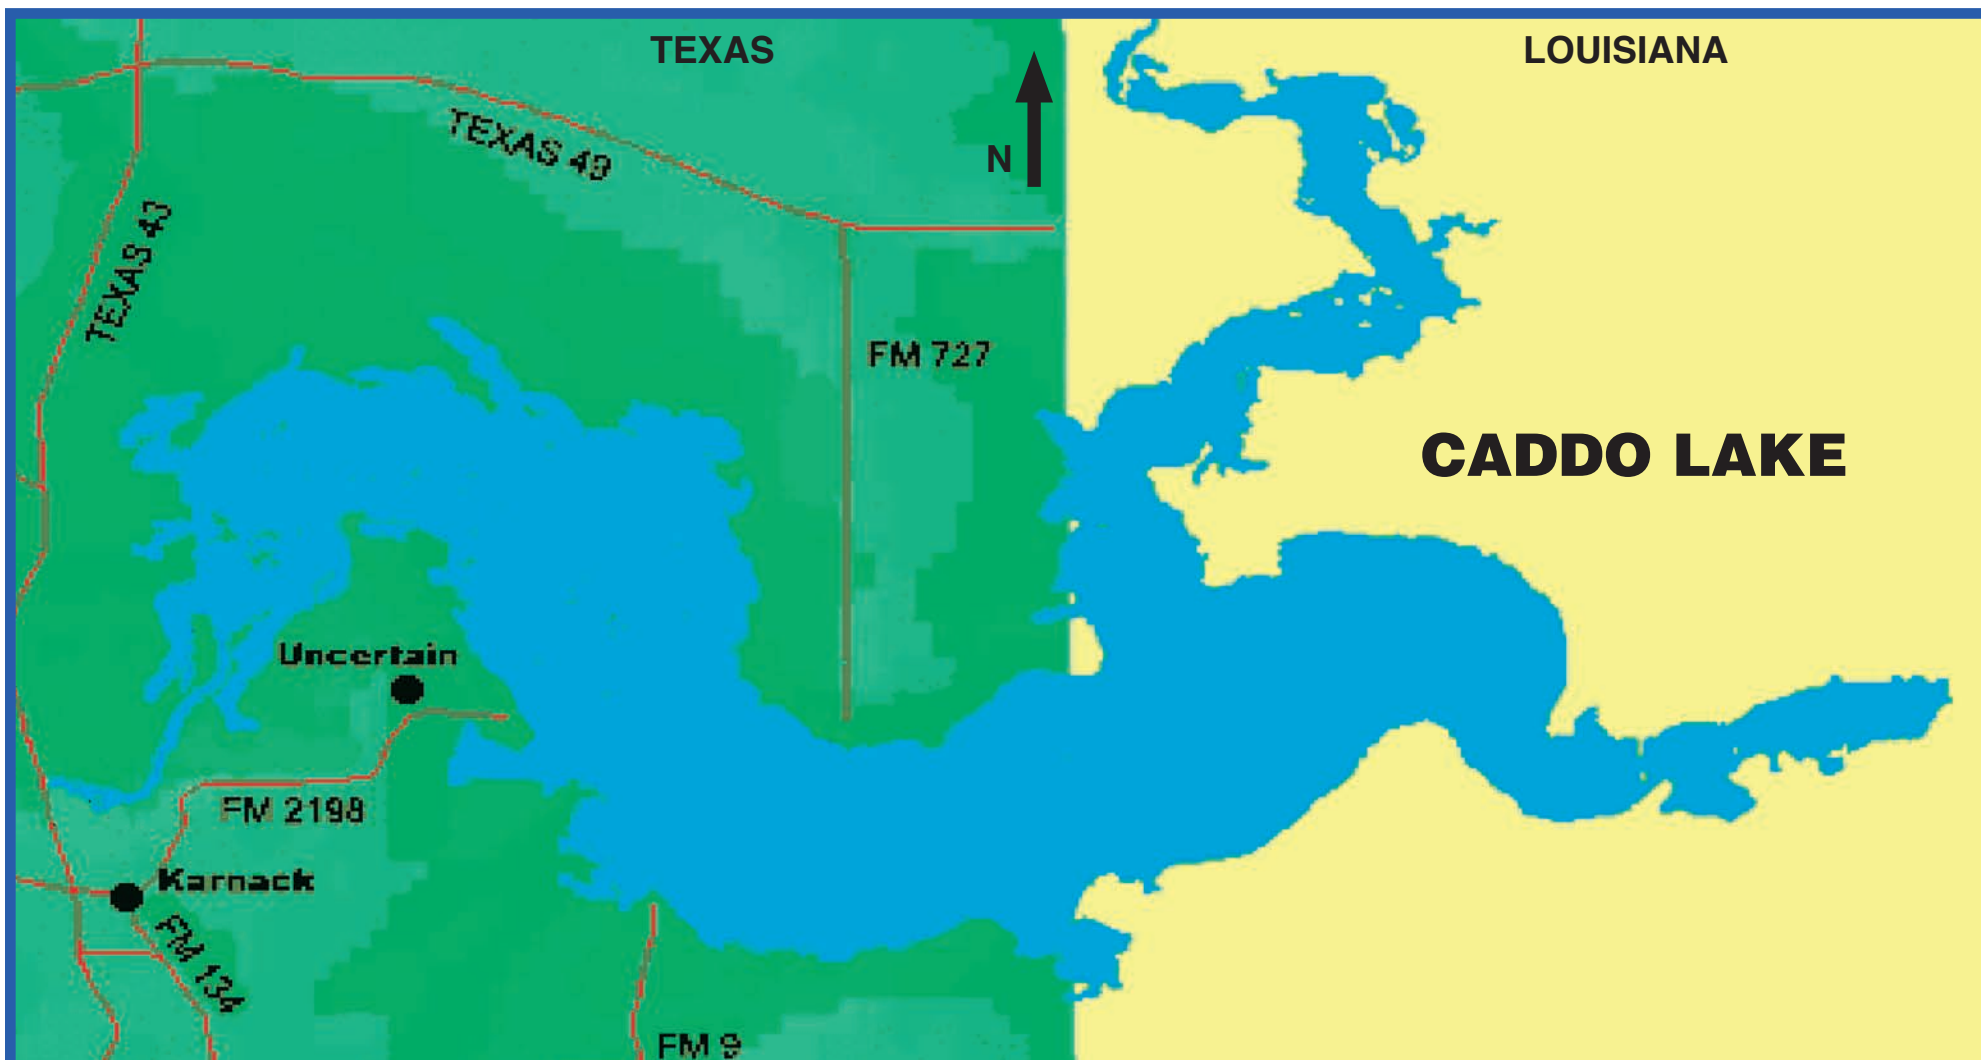 TEXAS
LOUISIANA
N
TEXAS 49
TEXAS 43
FM 727
CADDO LAKE
Uncertain
FM 2198
Karnack
FM 134
FM 9